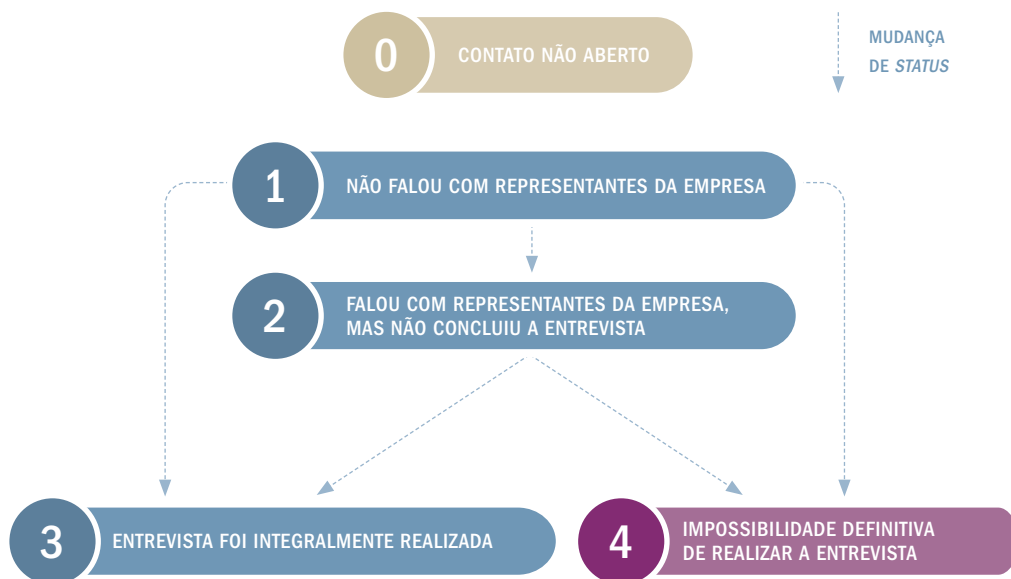 0
CONTATO NÃO ABERTO
MUDANÇA
DE STATUS
1
NÃO FALOU COM REPRESENTANTES DA EMPRESA
2
FALOU COM REPRESENTANTES DA EMPRESA,
MAS NÃO CONCLUIU A ENTREVISTA
3
ENTREVISTA FOI INTEGRALMENTE REALIZADA
4
IMPOSSIBILIDADE DEFINITIVA
DE REALIZAR A ENTREVISTA